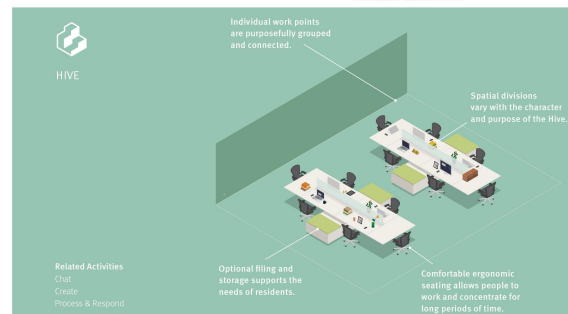 HIVE
Individual work points
are purposefully grouped
and connected.
Spatial divisions
vary with the character
and purpose of the Hive.
Related Activities
Chat
Create
Process & Respond
Optional filing and
storage supports the
needs of residents.
Comfortable ergonomic
seating allows people to
work and concentrate for
long periods of time.